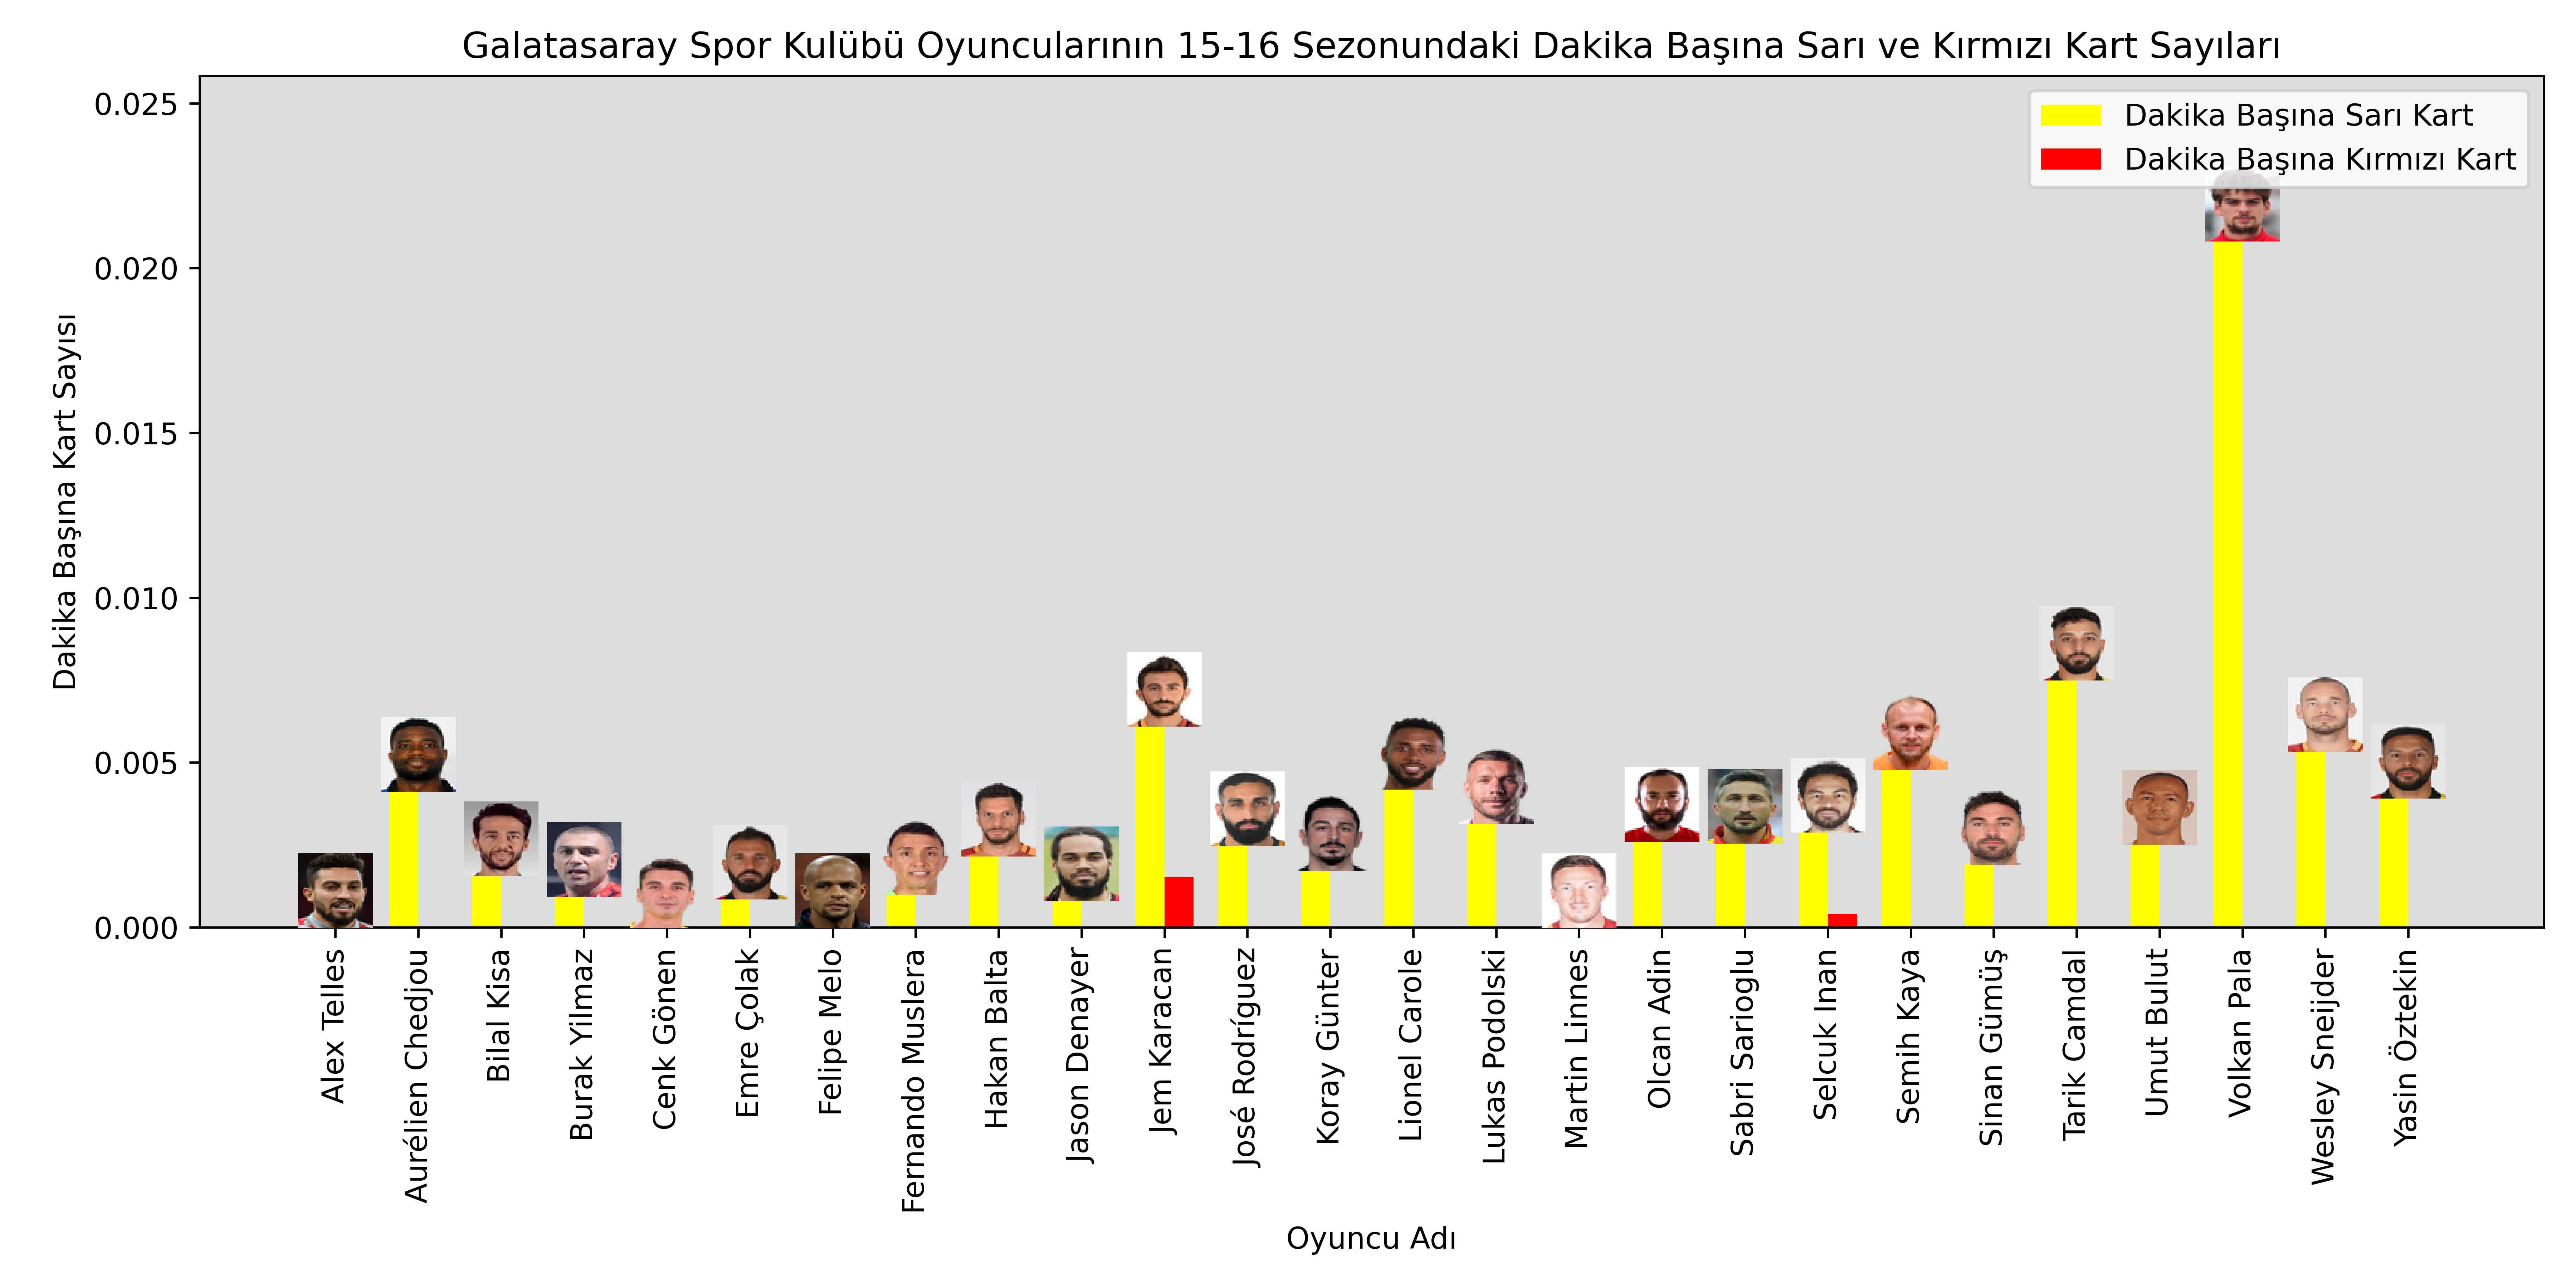 Galatasaray Spor Kulübü Oyuncularının 15-16 Sezonundaki Dakika Başına Sarı ve Kırmızı Kart Sayıları
Dakika Başına Sarı Kart
Dakika Başına Kırmızı Kart
Dakika Başına Kart Sayısı
0.025
0.020
0.015
0.010
0.005
0.000
Alex Telles
Aurélien Chedjou
Bilal Kisa
Burak Yilmaz
Cenk Gönen
Emre Çolak
Felipe Melo
Fernando Muslera
Hakan Balta
Jason Denayer
Jem Karacan
José Rodríguez
Koray Günter
Lionel Carole
Lukas Podolski
Martin Linnes
Olcan Adin
Sabri Sarioglu
Selcuk Inan
Semih Kaya
Sinan Gümüş
Tarik Camdal
Umut Bulut
Volkan Pala
Wesley Sneijder
Yasin Öztekin
Oyuncu Adı